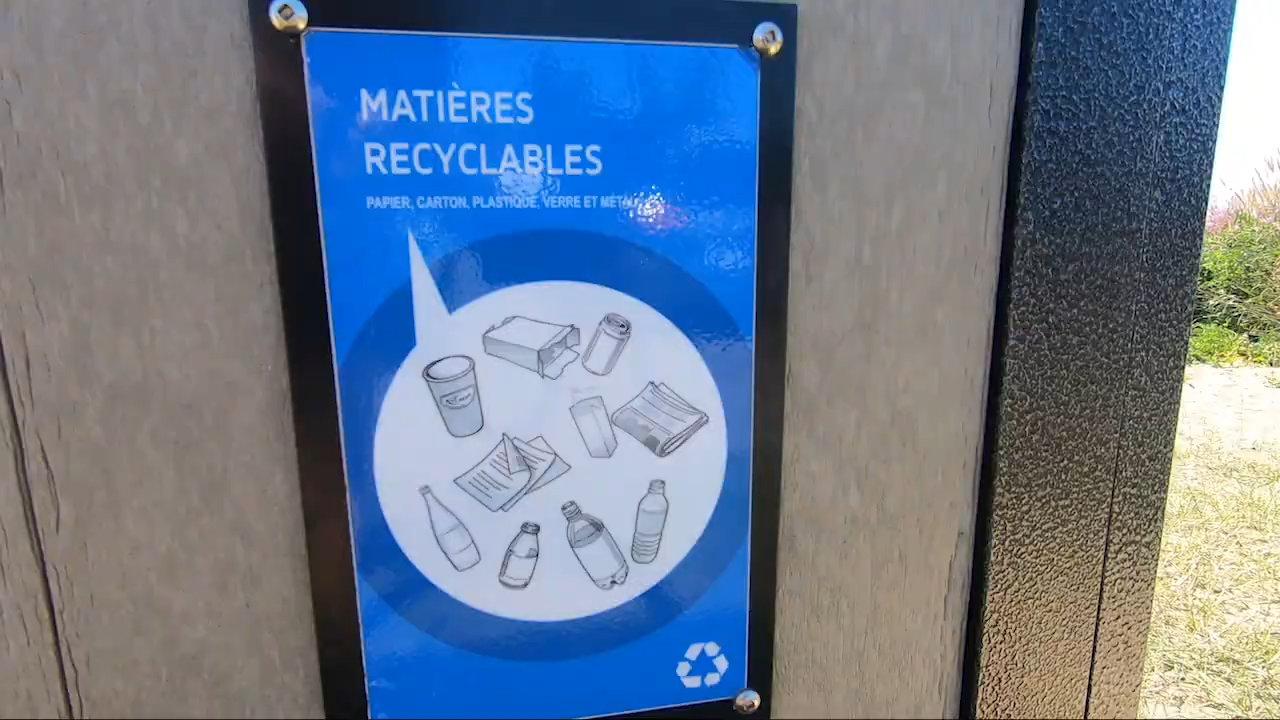 MATIÈRES
RECYCLABLES
PAPIER, CARTON, PLASTIQUE, VERRE ET